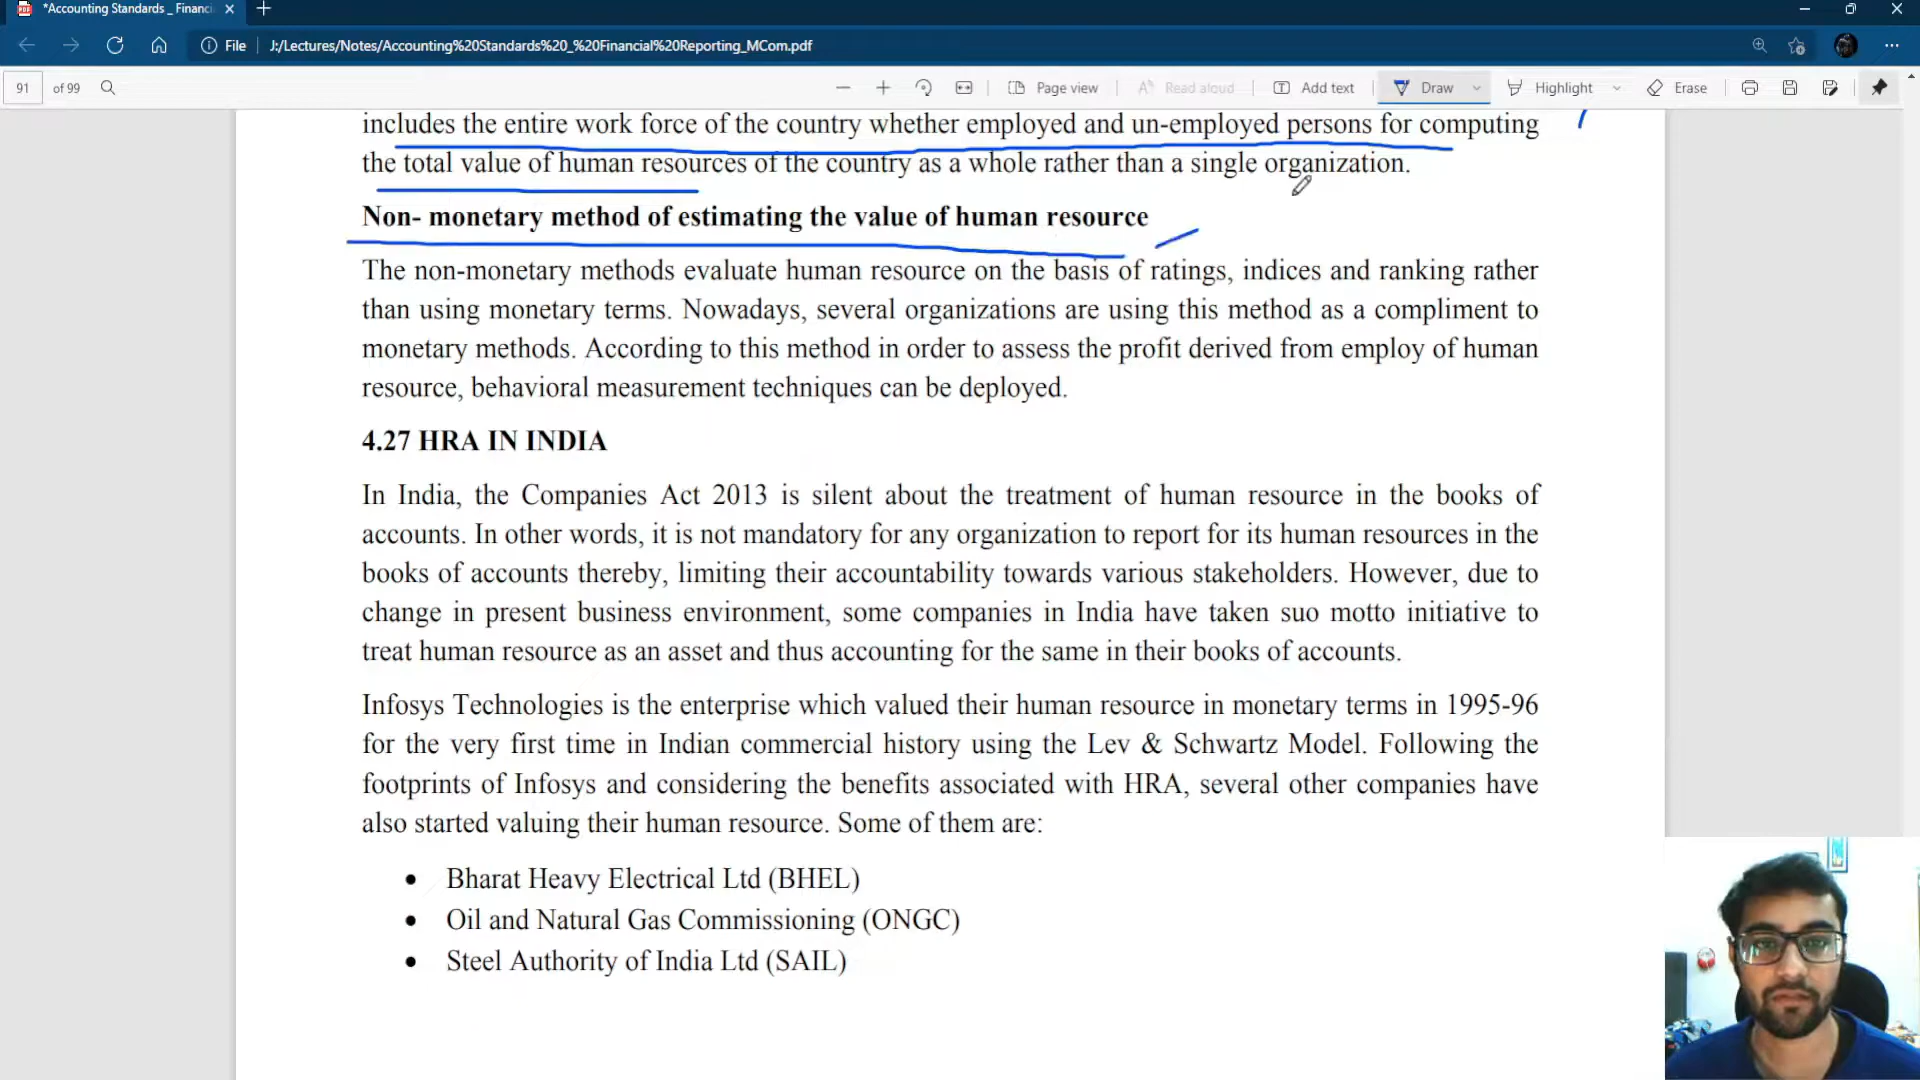 *Accounting Standards _ Financi
File J:/Lectures/Notes/Accounting%20Standards%20_%20Financial%20Reporting_MCom.pdf
91 of 99 Page view Read aloud Add text Draw Highlight Erase
includes the entire work force of the country whether employed and un-employed persons for computing
the total value of human resources of the country as a whole rather than a single organization.
Non- monetary method of estimating the value of human resource
The non-monetary methods evaluate human resource on the basis of ratings, indices and ranking rather
than using monetary terms. Nowadays, several organizations are using this method as a compliment to
monetary methods. According to this method in order to assess the profit derived from employ of human
resource, behavioral measurement techniques can be deployed.
4.27 HRA IN INDIA
In India, the Companies Act 2013 is silent about the treatment of human resource in the books of
accounts. In other words, it is not mandatory for any organization to report for its human resources in the
books of accounts thereby, limiting their accountability towards various stakeholders. However, due to
change in present business environment, some companies in India have taken suo motto initiative to
treat human resource as an asset and thus accounting for the same in their books of accounts.
Infosys Technologies is the enterprise which valued their human resource in monetary terms in 1995-96
for the very first time in Indian commercial history using the Lev & Schwartz Model. Following the
footprints of Infosys and considering the benefits associated with HRA, several other companies have
also started valuing their human resource. Some of them are:
• Bharat Heavy Electrical Ltd (BHEL)
• Oil and Natural Gas Commissioning (ONGC)
• Steel Authority of India Ltd (SAIL)